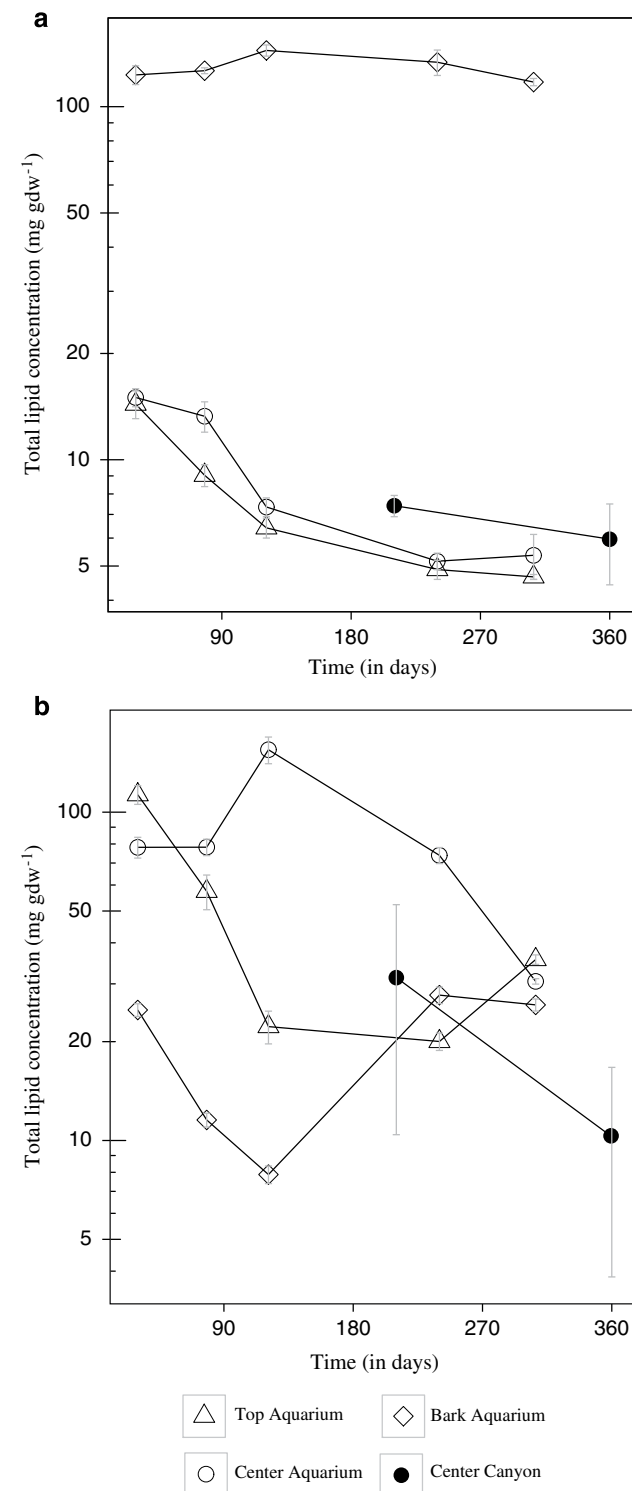 a
Total lipid concentration (mg gdw-1)
100
50
20
10
5
90 180 270 360
Time (in days)
b
Total lipid concentration (mg gdw-1)
100
50
20
10
5
90 180 270 360
Time (in days)
Top Aquarium Bark Aquarium
Center Aquarium Center Canyon